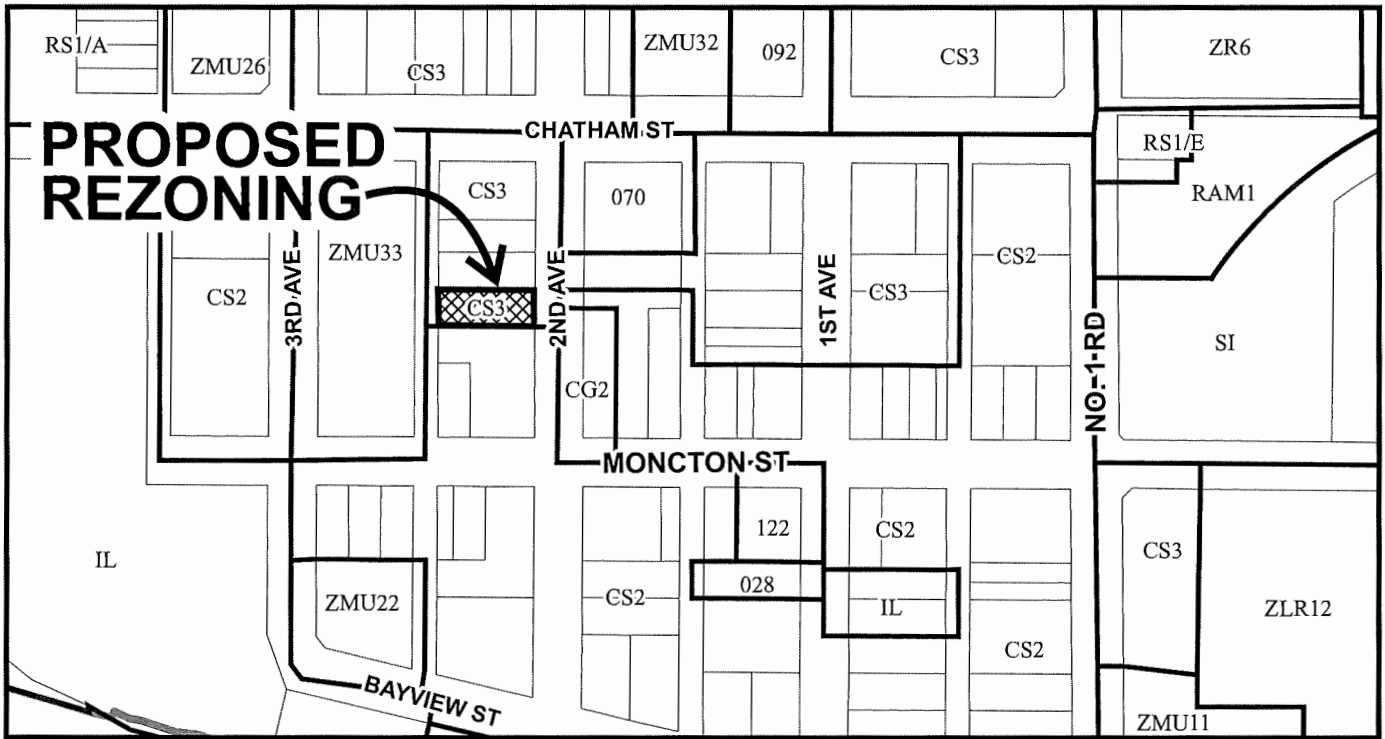 RS1/A
ZMU26
CS3
ZMU32
092
CS3
ZR6
CHATHAM ST
PROPOSED
REZONING
RS1/E
RAM1
CS3
070
CS2
3RD AVE
ZMU33
CS3
2ND AVE
1ST AVE
CS3
CS2
NO. 1 RD
SI
CG2
MONCTON ST
IL
ZMU22
CS2
122
028
CS2
IL
CS2
CS3
ZLR12
BAYVIEW ST
ZMU11